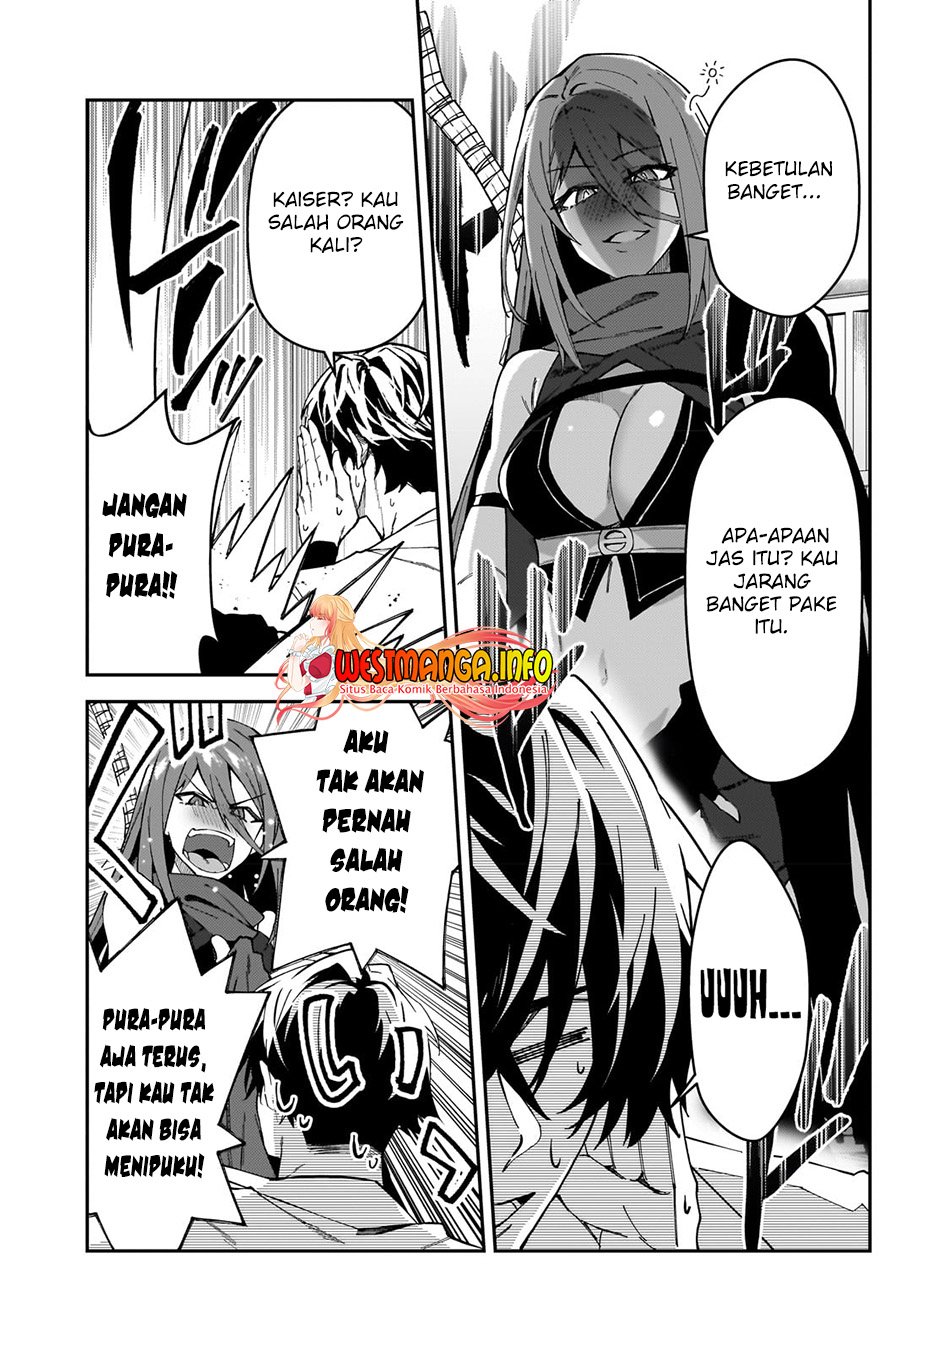 KEBETULAN
BANGET...
APA-APAAN
JAS ITU? KAU
JARANG
BANGET PAKE
ITU.
UUUH...
KAISER? KAU
SALAH ORANG
KALI?
JANGAN
PURA-
PURA!!
WESTMANGA.INFO
Situs Baca Komik Berbahasa Indonesia
AKU
TAK AKAN
PERNAH
SALAH
ORANG!
PURA-PURA
AJA TERUS,
TAPI KAU TAK
AKAN BISA
MENIPUKU!